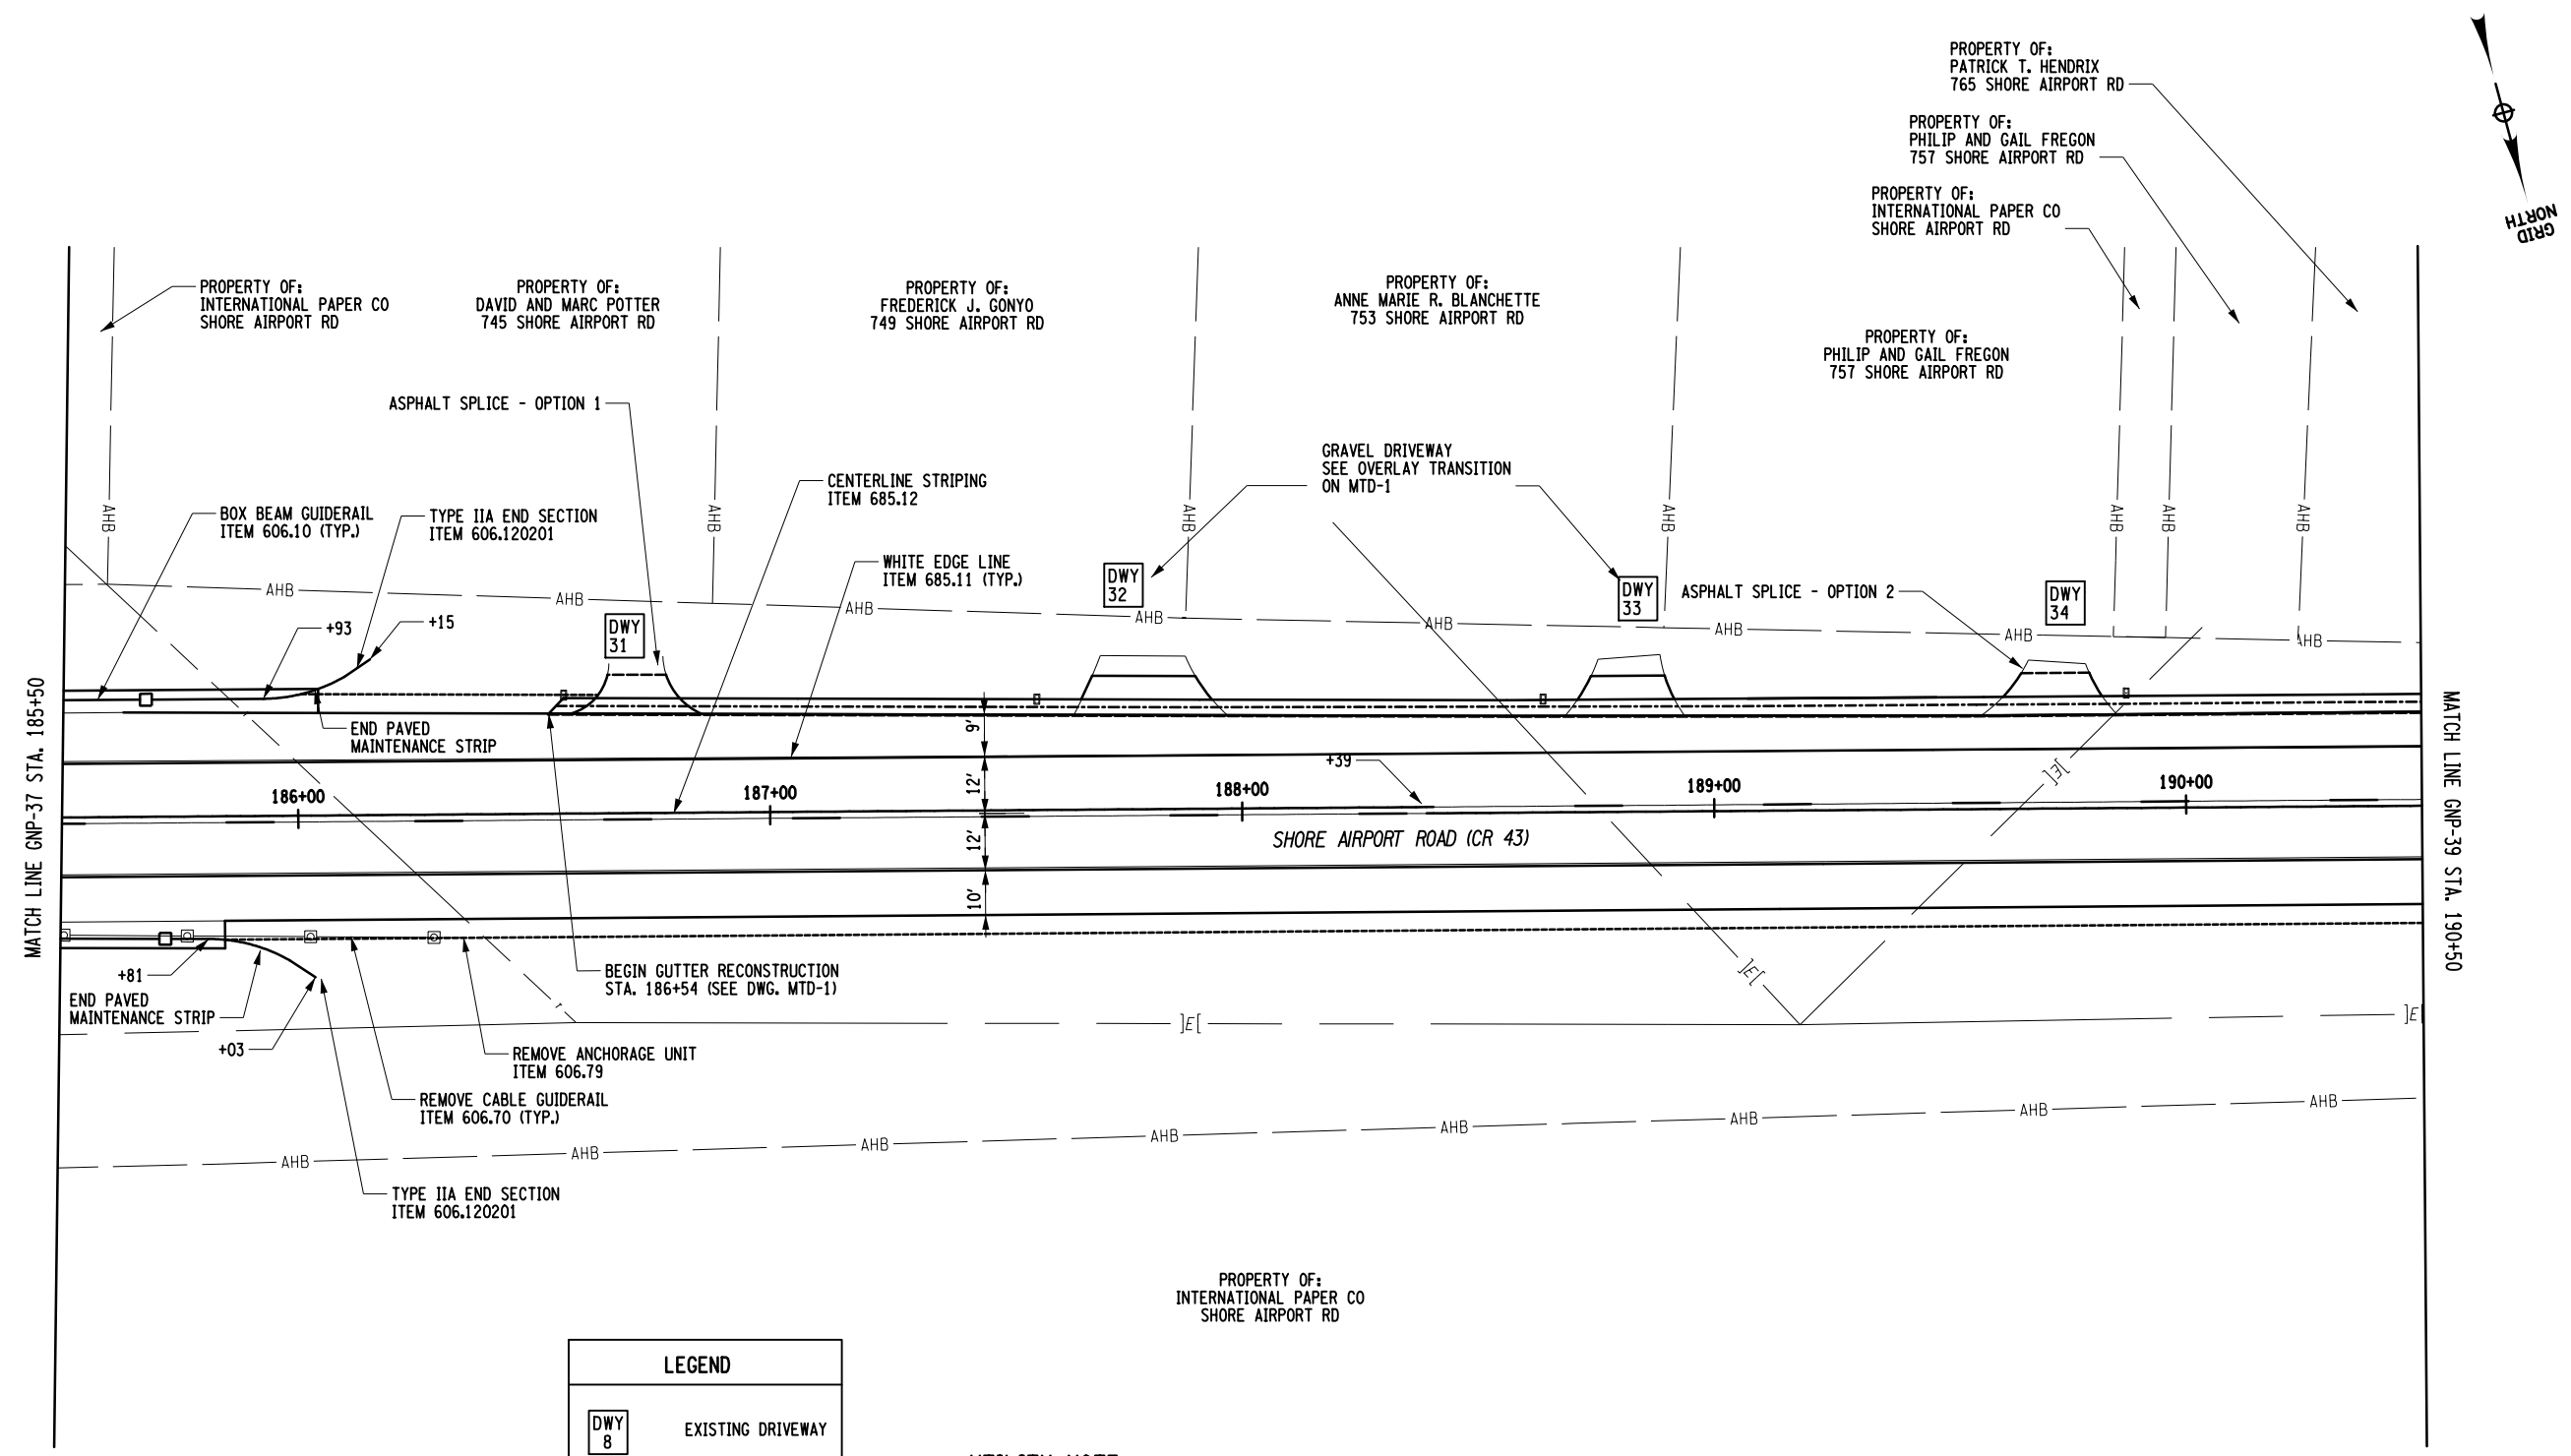 PROPERTY OF:
PATRICK T. HENDRIX
765 SHORE AIRPORT RD
PROPERTY OF:
PHILIP AND GAIL FREGON
757 SHORE AIRPORT RD
PROPERTY OF:
INTERNATIONAL PAPER CO
SHORE AIRPORT RD
GRID
NORTH
PROPERTY OF:
INTERNATIONAL PAPER CO
SHORE AIRPORT RD
PROPERTY OF:
DAVID AND MARC POTTER
745 SHORE AIRPORT RD
PROPERTY OF:
FREDERICK J. GONYO
749 SHORE AIRPORT RD
PROPERTY OF:
ANNE MARIE R. BLANCHETTE
753 SHORE AIRPORT RD
PROPERTY OF:
PHILIP AND GAIL FREGON
757 SHORE AIRPORT RD
ASPHALT SPLICE - OPTION 1
GRAVEL DRIVEWAY
SEE OVERLAY TRANSITION
ON MTD-1
CENTERLINE STRIPING
ITEM 685.12
BOX BEAM GUIDERAIL
ITEM 606.10 (TYP.)
TYPE IIA END SECTION
ITEM 606.120201
AHB
AHB
AHB
AHB
AHB
AHB
AHB
WHITE EDGE LINE
ITEM 685.11 (TYP.)
DWY
32
DWY
33
ASPHALT SPLICE - OPTION 2
DWY
34
AHB
AHB
AHB
AHB
AHB
AHB
AHB
AHB
+93
+15
DWY
31
END PAVED
MAINTENANCE STRIP
MATCH LINE GNP-37 STA. 185+50
MATCH LINE GNP-39 STA. 190+50
9'
12'
12'
10'
+39
]E[
186+00
187+00
188+00
189+00
190+00
SHORE AIRPORT ROAD (CR 43)
+81
END PAVED
MAINTENANCE STRIP
+03
BEGIN GUTTER RECONSTRUCTION
STA. 186+54 (SEE DWG. MTD-1)
]E[
]E[
]E[
REMOVE ANCHORAGE UNIT
ITEM 606.79
REMOVE CABLE GUIDERAIL
ITEM 606.70 (TYP.)
AHB
AHB
AHB
AHB
AHB
AHB
AHB
AHB
TYPE IIA END SECTION
ITEM 606.120201
PROPERTY OF:
INTERNATIONAL PAPER CO
SHORE AIRPORT RD
LEGEND
DWY
8
EXISTING DRIVEWAY